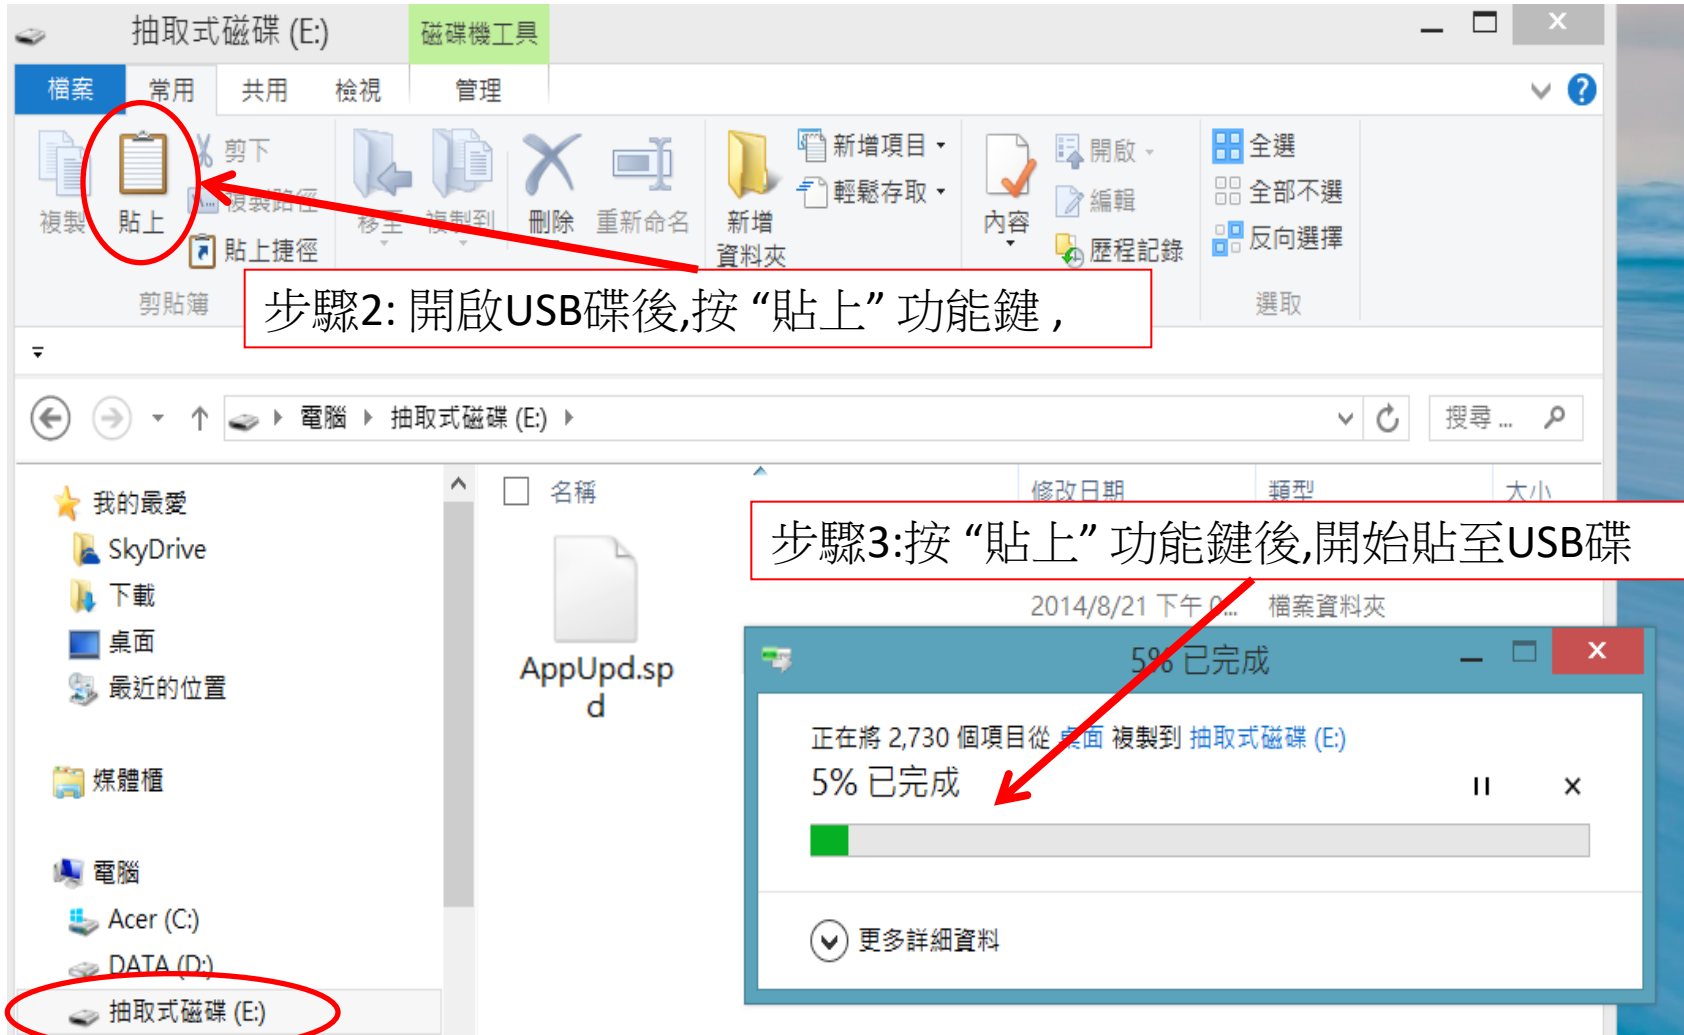 抽取式磁碟 (E:)
磁碟機工具
檔案 常用 共用 檢視 管理
複製
貼上
剪下
複製路徑
貼上捷徑
移至
複製到
刪除
重新命名
新增
資料夾
新增項目
輕鬆存取
內容
開啟
編輯
歷程記錄
全選
全部不選
反向選擇
剪貼簿
選取
步驟2: 開啟USB碟後,按 “貼上” 功能鍵 ,
電腦 抽取式磁碟 (E:)
搜尋 ...
我的最愛
SkyDrive
下載
桌面
最近的位置
媒體櫃
電腦
Acer (C:)
DATA (D:)
抽取式磁碟 (E:)
名稱 修改日期 類型 大小
步驟3:按 “貼上” 功能鍵後,開始貼至USB碟
2014/8/21 下午 0... 檔案資料夾
AppUpd.sp
d
5% 已完成
正在將 2,730 個項目從 桌面 複製到 抽取式磁碟 (E:)
5% 已完成
更多詳細資料